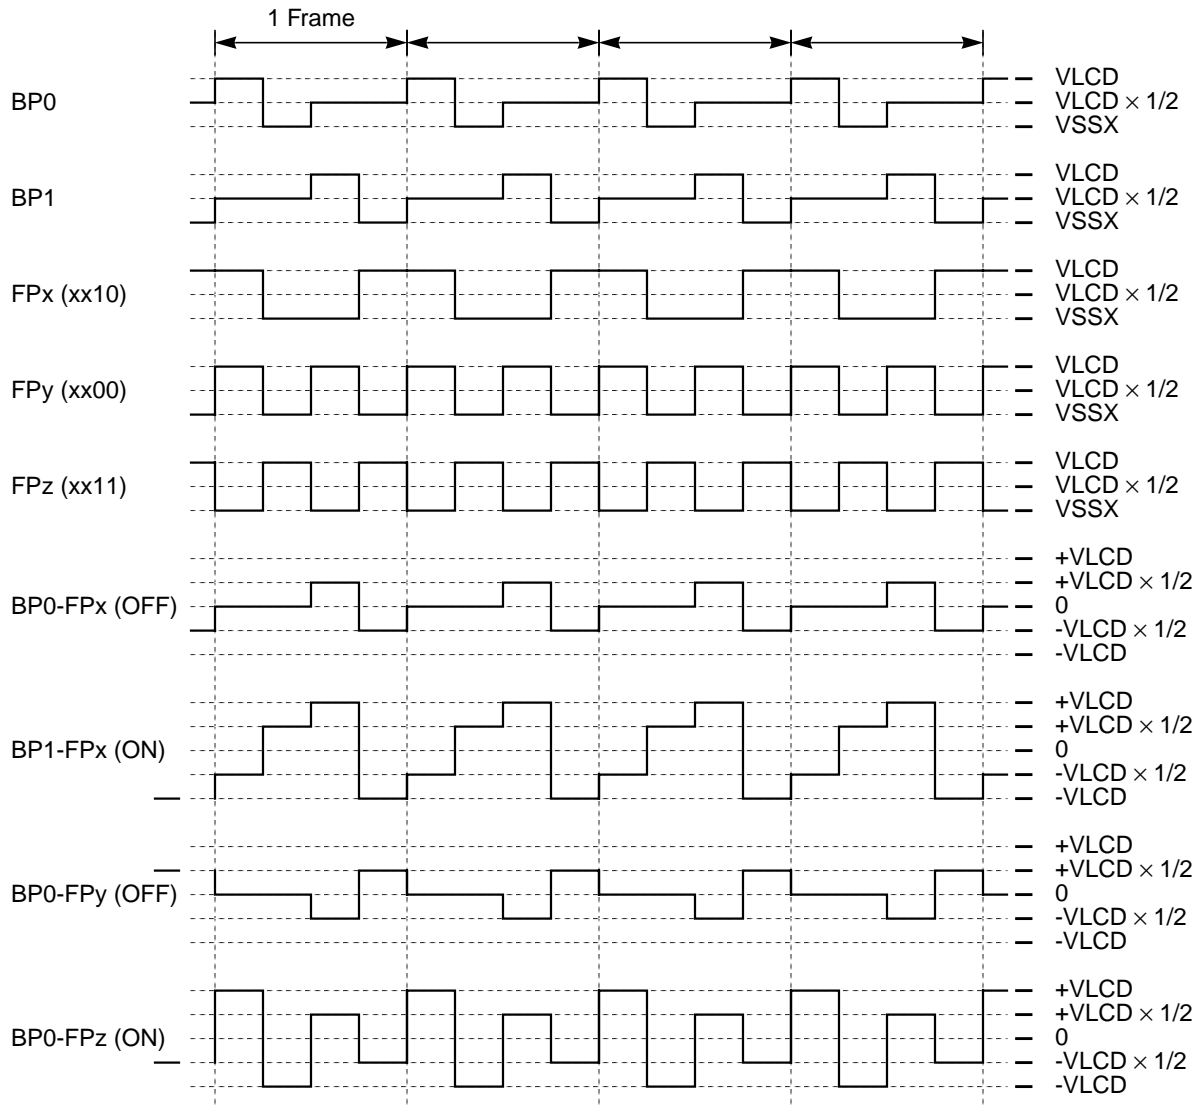 1 Frame
BP0
VLCD
VLCD × 1/2
VSSX
BP1
VLCD
VLCD × 1/2
VSSX
FPx (xx10)
VLCD
VLCD × 1/2
VSSX
FPy (xx00)
VLCD
VLCD × 1/2
VSSX
FPz (xx11)
VLCD
VLCD × 1/2
VSSX
BP0-FPx (OFF)
+VLCD
+VLCD × 1/2
0
-VLCD × 1/2
-VLCD
BP1-FPx (ON)
+VLCD
+VLCD × 1/2
0
-VLCD × 1/2
-VLCD
BP0-FPy (OFF)
+VLCD
+VLCD × 1/2
0
-VLCD × 1/2
-VLCD
BP0-FPz (ON)
+VLCD
+VLCD × 1/2
0
-VLCD × 1/2
-VLCD